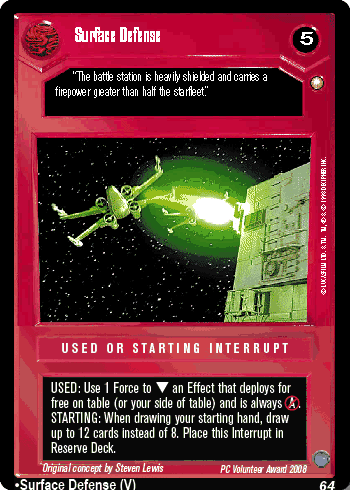 Surface Defense
5
"The battle station is heavily shielded and carries a
firepower greater than half the starfleet."
USED OR STARTING INTERRUPT
USED: Use 1 Force to ▼ an Effect that deploys for
free on table (or your side of table) and is always Ⓐ.
STARTING: When drawing your starting hand, draw
up to 12 cards instead of 8. Place this Interrupt in
Reserve Deck.
Original concept by Steven Lewis PC Volunteer Award 2008
•Surface Defense (V) 64